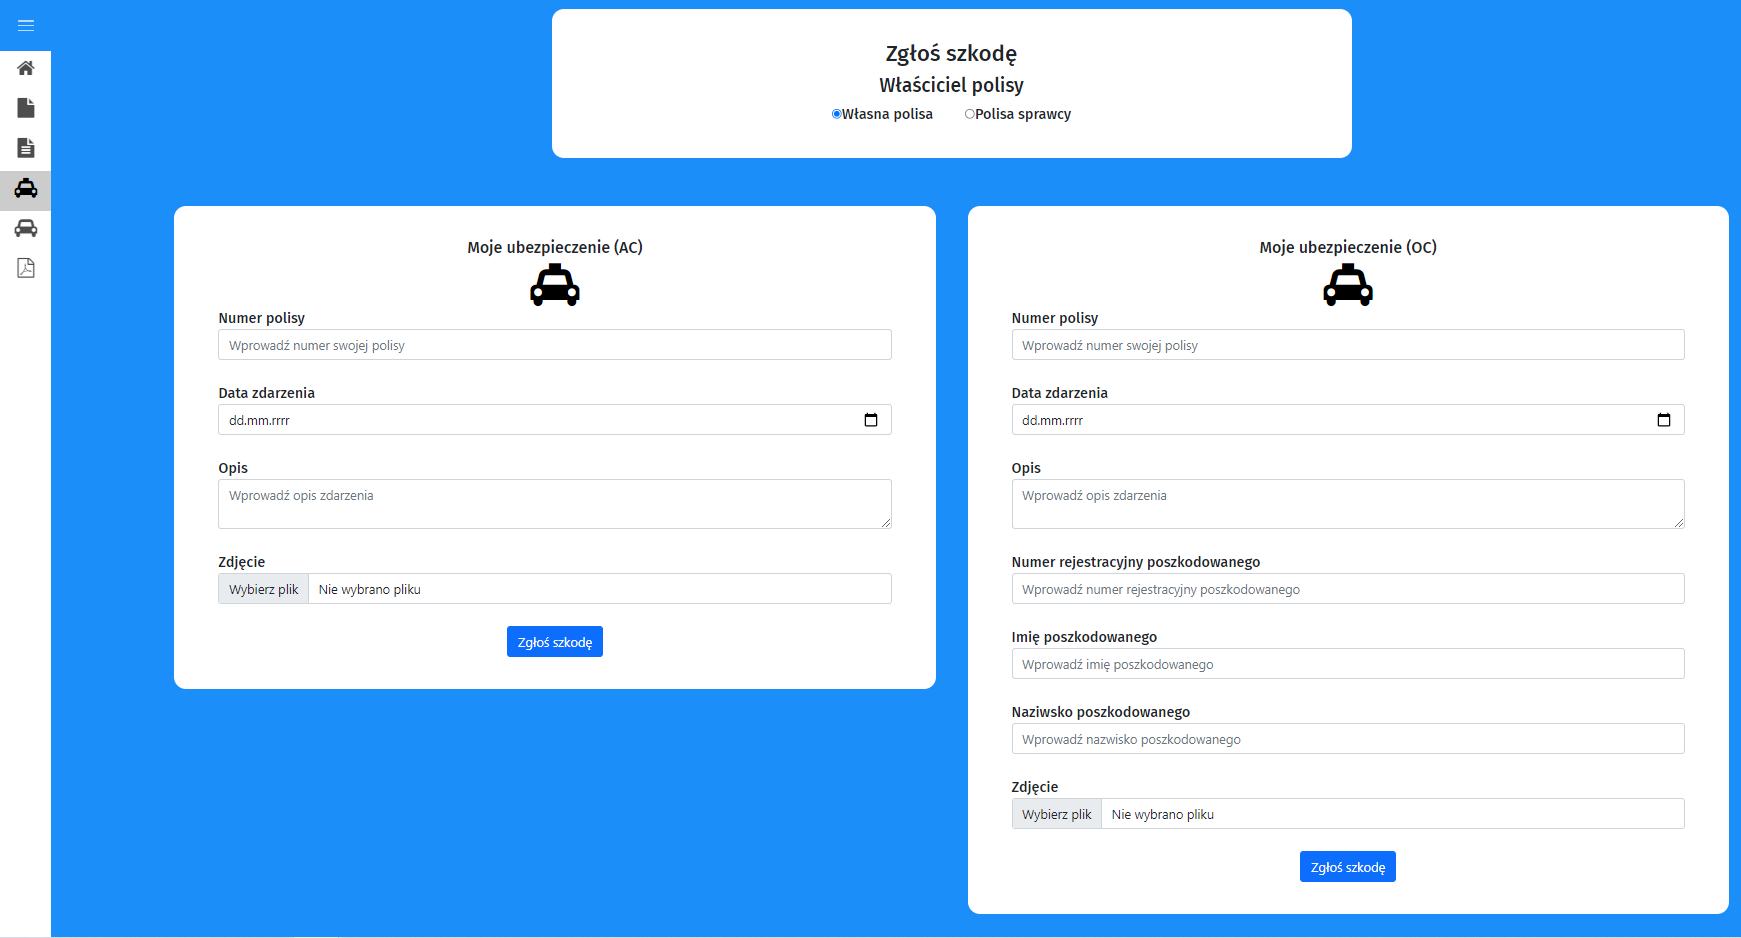 Zgłoś szkodę
Właściciel polisy
Własna polisa
Polisa sprawcy
Moje ubezpieczenie (AC)
Numer polisy
Wprowadź numer swojej polisy
Data zdarzenia
dd.mm.rrrr
Opis
Wprowadź opis zdarzenia
Zdjęcie
Wybierz plik Nie wybrano pliku
Zgłoś szkodę
Moje ubezpieczenie (OC)
Numer polisy
Wprowadź numer swojej polisy
Data zdarzenia
dd.mm.rrrr
Opis
Wprowadź opis zdarzenia
Numer rejestracyjny poszkodowanego
Wprowadź numer rejestracyjny poszkodowanego
Imię poszkodowanego
Wprowadź imię poszkodowanego
Naziwsko poszkodowanego
Wprowadź nazwisko poszkodowanego
Zdjęcie
Wybierz plik Nie wybrano pliku
Zgłoś szkodę